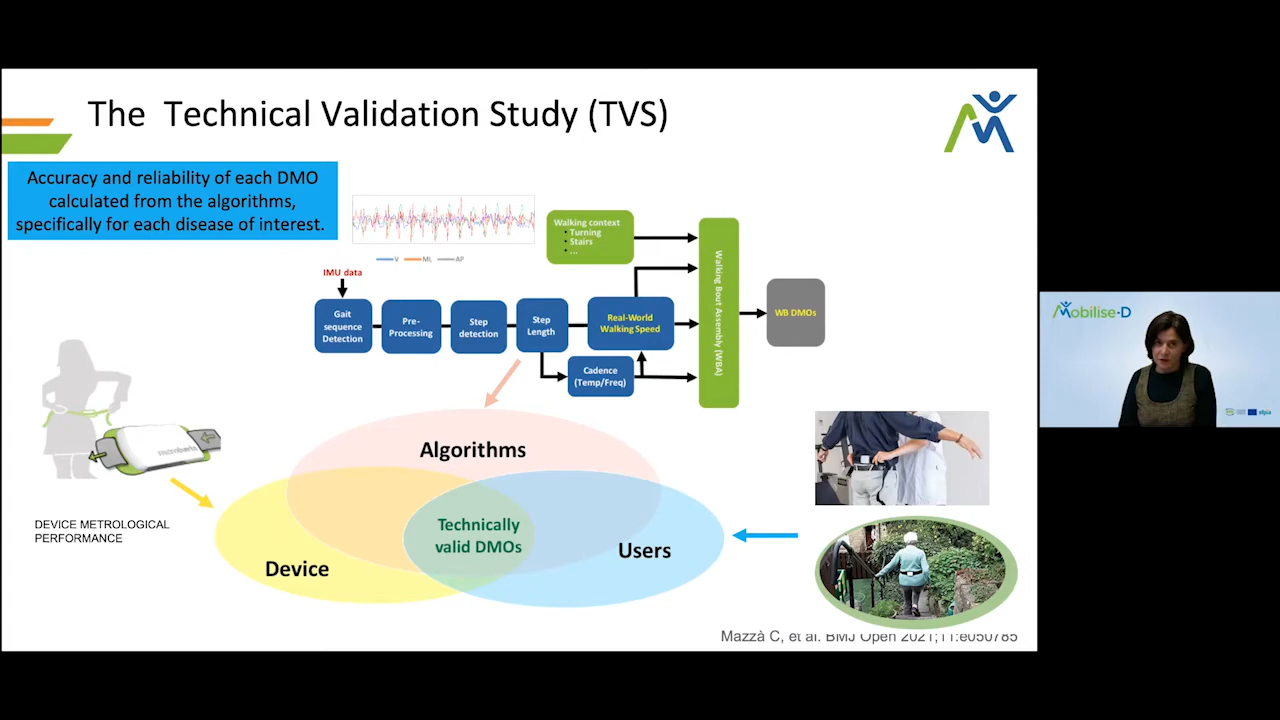 The Technical Validation Study (TVS)
Accuracy and reliability of each DMO
calculated from the algorithms,
specifically for each disease of interest.
V
ML
AP
IMU data
Gait
sequence
Detection
Pre-
Processing
Step
detection
Step
Length
Real-World
Walking Speed
Cadence
(Temp/Freq)
Walking context
• Turning
• Stairs
• ...
Walking Bout Assembly (WBA)
WB DMOs
Algorithms
Technically
valid DMOs
Users
Device
DEVICE METROLOGICAL
PERFORMANCE
Mazzà C, et al. BMJ Open 2021;11:e050785
Mobilise-D
efpia